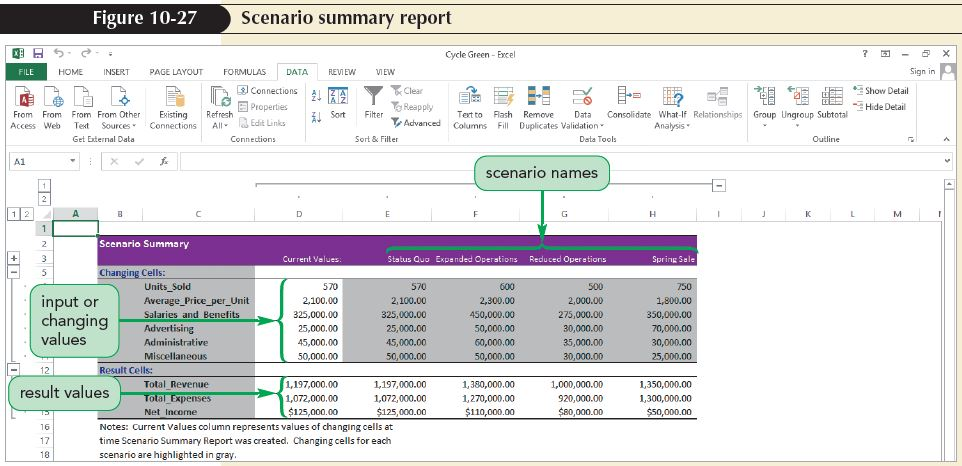 Figure 10-27 Scenario summary report
Cycle Green - Excel
? 
FILE HOME INSERT PAGE LAYOUT FORMULAS DATA REVIEW VIEW Sign in
From Access From Web From Text From Other Sources Existing Connections Refresh All Connections Properties Edit Links Sort Filter Clear Reapply Advanced Text to Columns Flash Fill Remove Duplicates Data Validation Consolidate What-If Analysis Relationships Group Ungroup Subtotal Show Detail Hide Detail
Get External Data Connections Sort & Filter Data Tools Outline
A1 fx
scenario names
1
2
1 2 A B C D E F G H I J K L M
1
2 Scenario Summary
3 Current Values: Status Quo Expanded Operations Reduced Operations Spring Sale
5 Changing Cells:
Units_Sold 570 570 600 500 750
Average_Price_per_Unit 2,100.00 2,100.00 2,300.00 2,000.00 1,800.00
Salaries_and_Benefits 325,000.00 325,000.00 450,000.00 275,000.00 350,000.00
Advertising 25,000.00 25,000.00 50,000.00 30,000.00 70,000.00
Administrative 45,000.00 45,000.00 60,000.00 35,000.00 30,000.00
Miscellaneous 50,000.00 50,000.00 50,000.00 30,000.00 25,000.00
input or
changing
values
12 Result Cells:
Total_Revenue 1,197,000.00 1,197,000.00 1,380,000.00 1,000,000.00 1,350,000.00
Total_Expenses 1,072,000.00 1,072,000.00 1,270,000.00 920,000.00 1,300,000.00
15 Net_Income $125,000.00 $125,000.00 $110,000.00 $80,000.00 $50,000.00
result values
16 Notes: Current Values column represents values of changing cells at
17 time Scenario Summary Report was created. Changing cells for each
18 scenario are highlighted in gray.